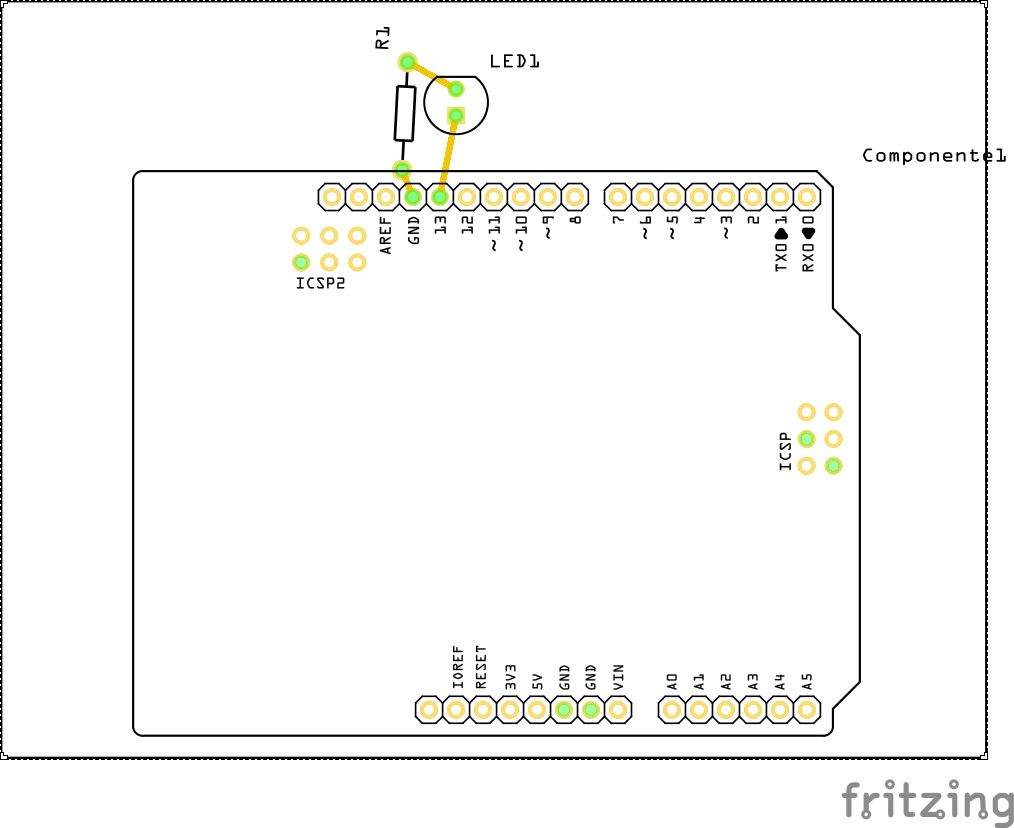 R1
LED1
Componente1
AREF
GND
13
12
~11
~10
~9
8
7
~6
~5
4
~3
2
TX0▲1
RX0▼0
ICSP2
ICSP
IOREF
RESET
3V3
5V
GND
GND
VIN
A0
A1
A2
A3
A4
A5
fritzing